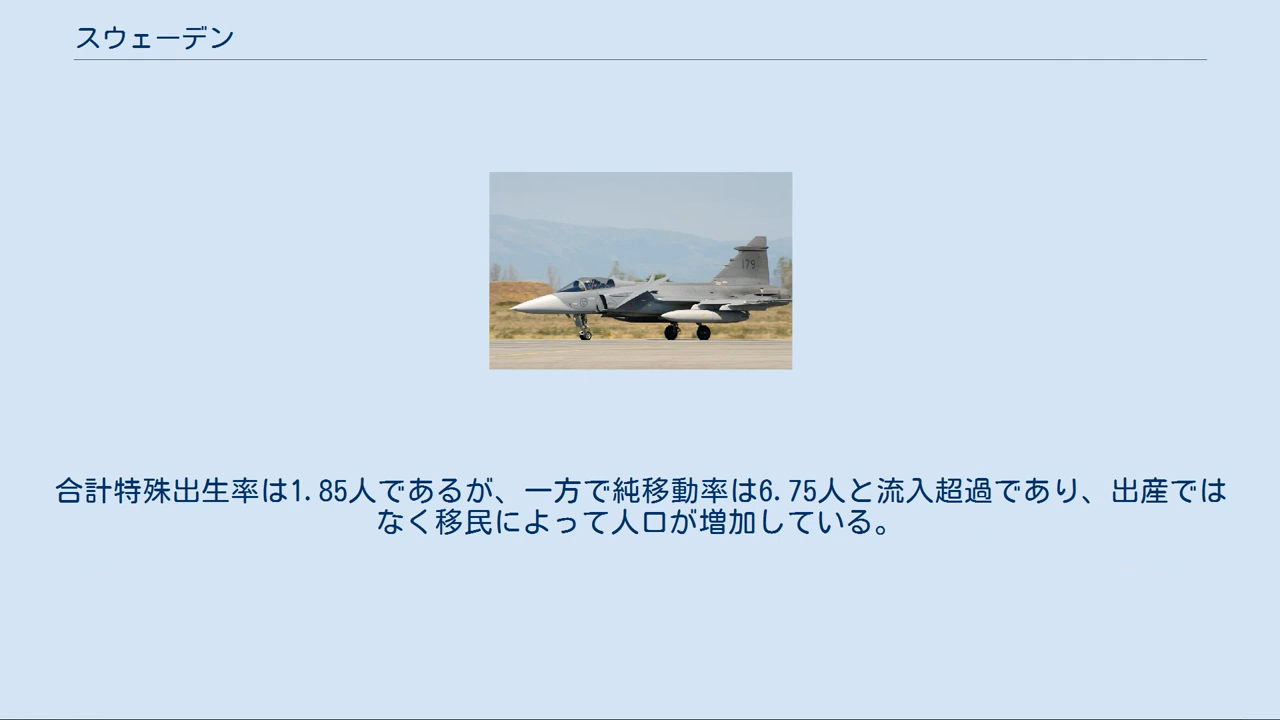 スウェーデン
179
合計特殊出生率は1.85人であるが、一方で純移動率は6.75人と流入超過であり、出産では
なく移民によって人口が増加している。